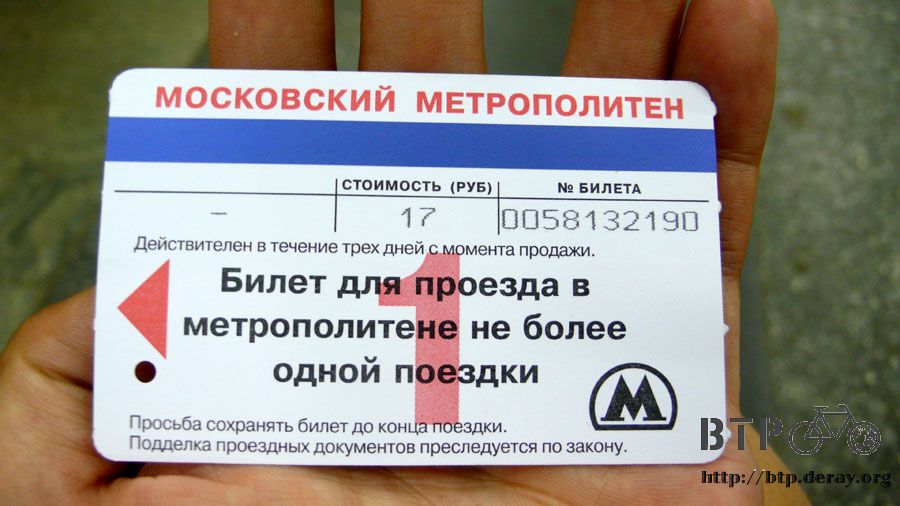 МОСКОВСКИЙ МЕТРОПОЛИТЕН
СТОИМОСТЬ (РУБ)
№ БИЛЕТА
– 17 0058132190
Действителен в течение трех дней с момента продажи.
1
Билет для проезда в
метрополитене не более
одной поездки
М
Просьба сохранять билет до конца поездки.
Подделка проездных документов преследуется по закону.
BTP
http://btp.deray.org